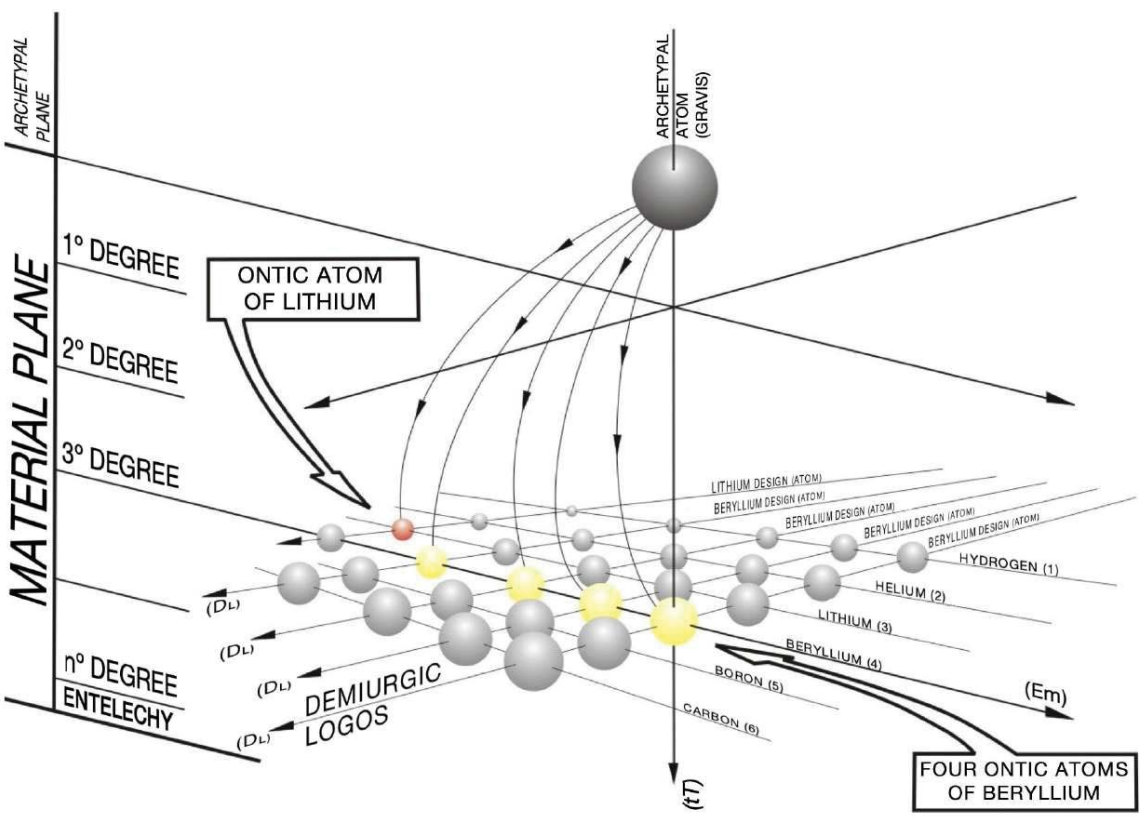 ARCHETYPAL
PLANE
MATERIAL PLANE
1º DEGREE
2º DEGREE
3º DEGREE
nº DEGREE
ENTELECHY
ARCHETYPAL
ATOM
(GRAVIS)
ONTIC ATOM
OF LITHIUM
LITHIUM DESIGN (ATOM)
BERYLLIUM DESIGN (ATOM)
BERYLLIUM DESIGN (ATOM)
BERYLLIUM DESIGN (ATOM)
BERYLLIUM DESIGN (ATOM)
HYDROGEN (1)
HELIUM (2)
LITHIUM (3)
BERYLLIUM (4)
BORON (5)
CARBON (6)
(DL)
(DL)
(DL)
(DL)
DEMIURGIC
LOGOS
(Em)
(tT)
FOUR ONTIC ATOMS
OF BERYLLIUM